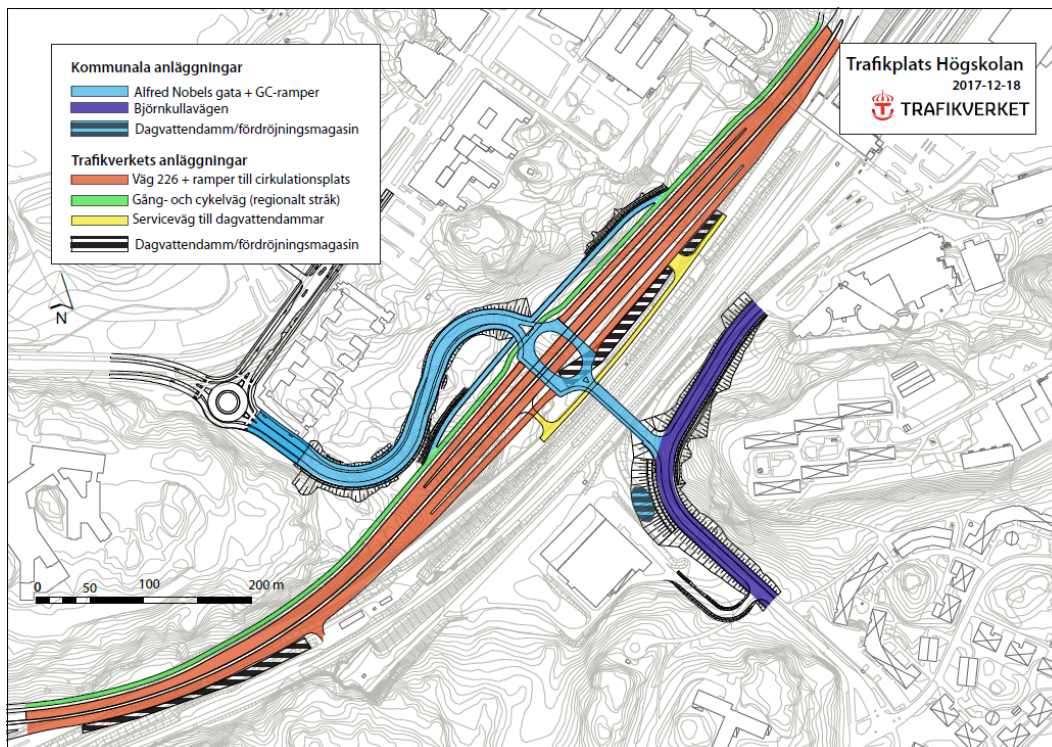 Kommunala anläggningar
Alfred Nobels gata + GC-ramper
Björnkullavägen
Dagvattendamm/fördröjningsmagasin
Trafikverkets anläggningar
Väg 226 + ramper till cirkulationsplats
Gång- och cykelväg (regionalt stråk)
Serviceväg till dagvattendammar
Dagvattendamm/fördröjningsmagasin
Trafikplats Högskolan
2017-12-18
TRAFIKVERKET
N
0 50 100 200 m